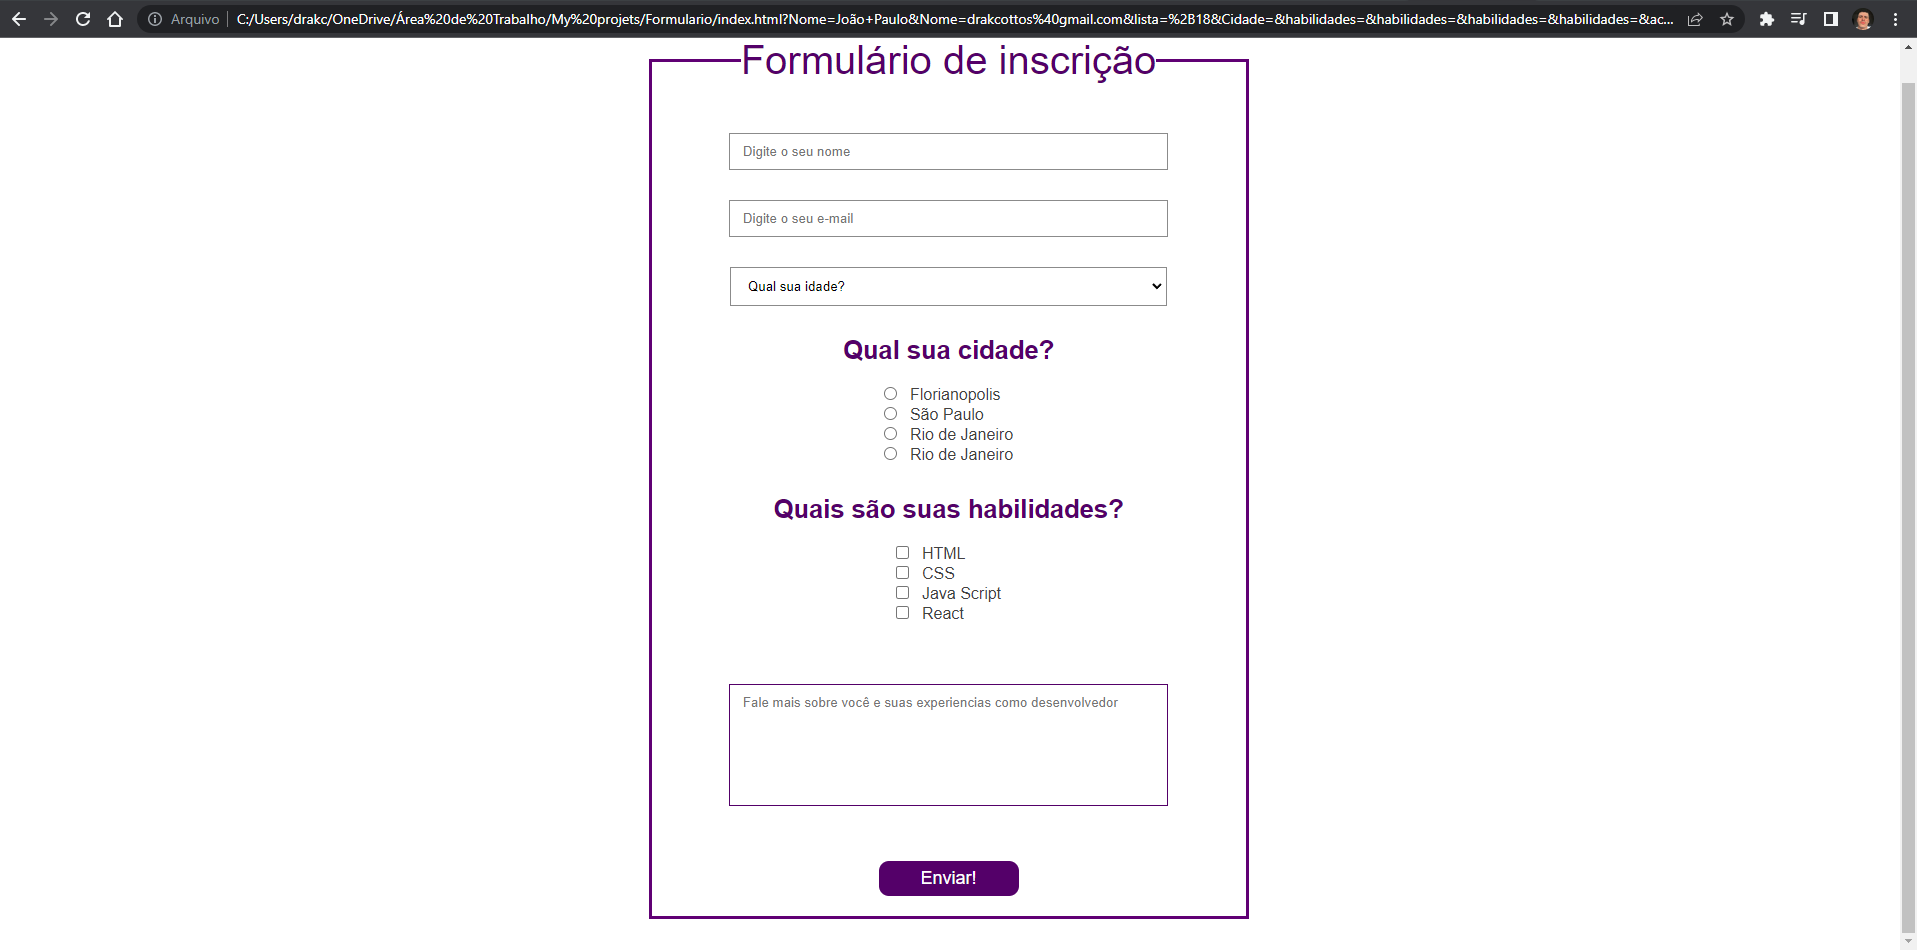 Arquivo
C:/Users/drakc/OneDrive/Área%20de%20Trabalho/My%20projets/Formulario/index.html?Nome=João+Paulo&Nome=drakcottos%40gmail.com&lista=%2B18&Cidade=&habilidades=&habilidades=&habilidades=&habilidades=&ac...
Formulário de inscrição
Digite o seu nome
Digite o seu e-mail
Qual sua idade?
Qual sua cidade?
Florianopolis
São Paulo
Rio de Janeiro
Rio de Janeiro
Quais são suas habilidades?
HTML
CSS
Java Script
React
Fale mais sobre você e suas experiencias como desenvolvedor
Enviar!